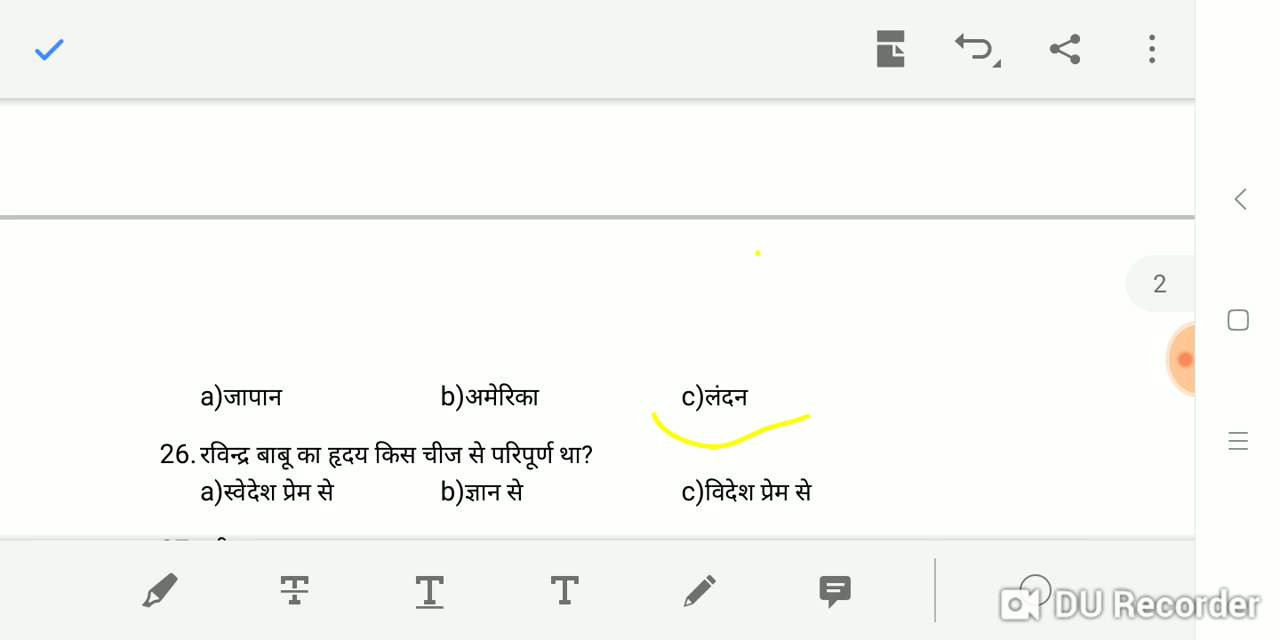 2
a)जापान b)अमेरिका c)लंदन
26. रविन्द्र बाबू का हृदय किस चीज से परिपूर्ण था?
a)स्वेदेश प्रेम से b)ज्ञान से c)विदेश प्रेम से
DU Recorder